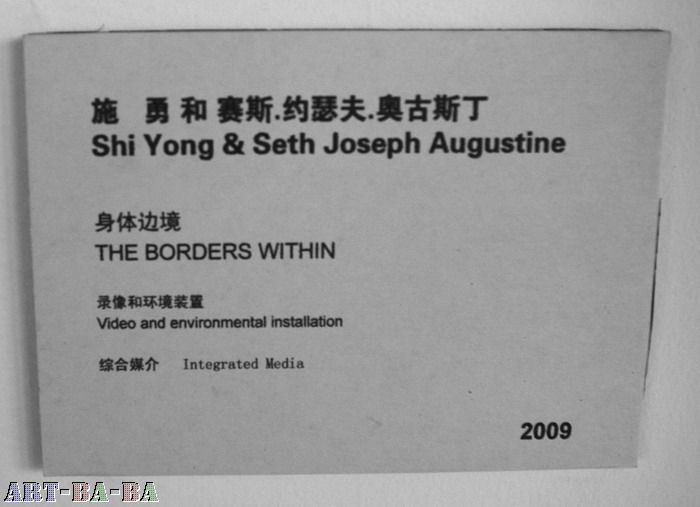 施 勇 和 赛斯.约瑟夫.奥古斯丁
Shi Yong & Seth Joseph Augustine
身体边境
THE BORDERS WITHIN
录像和环境装置
Video and environmental installation
综合媒介 Integrated Media
2009
ART-BA-BA